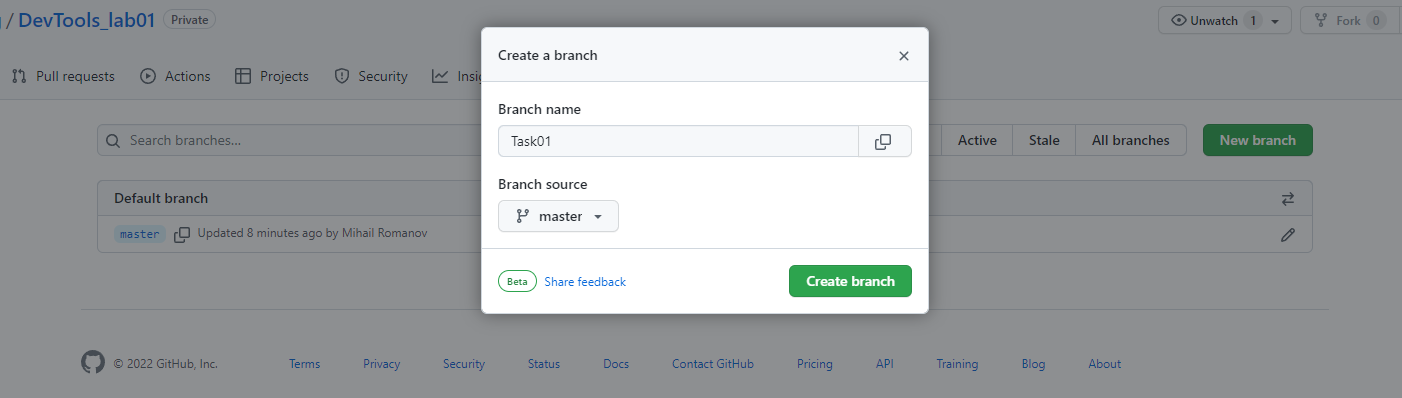 / DevTools_lab01 Private
Unwatch 1 Fork 0
Pull requests Actions Projects Security Insig
Create a branch
Branch name
Task01
Branch source
master
Beta Share feedback Create branch
Search branches... Active Stale All branches New branch
Default branch
master Updated 8 minutes ago by Mihail Romanov
© 2022 GitHub, Inc. Terms Privacy Security Status Docs Contact GitHub Pricing API Training Blog About